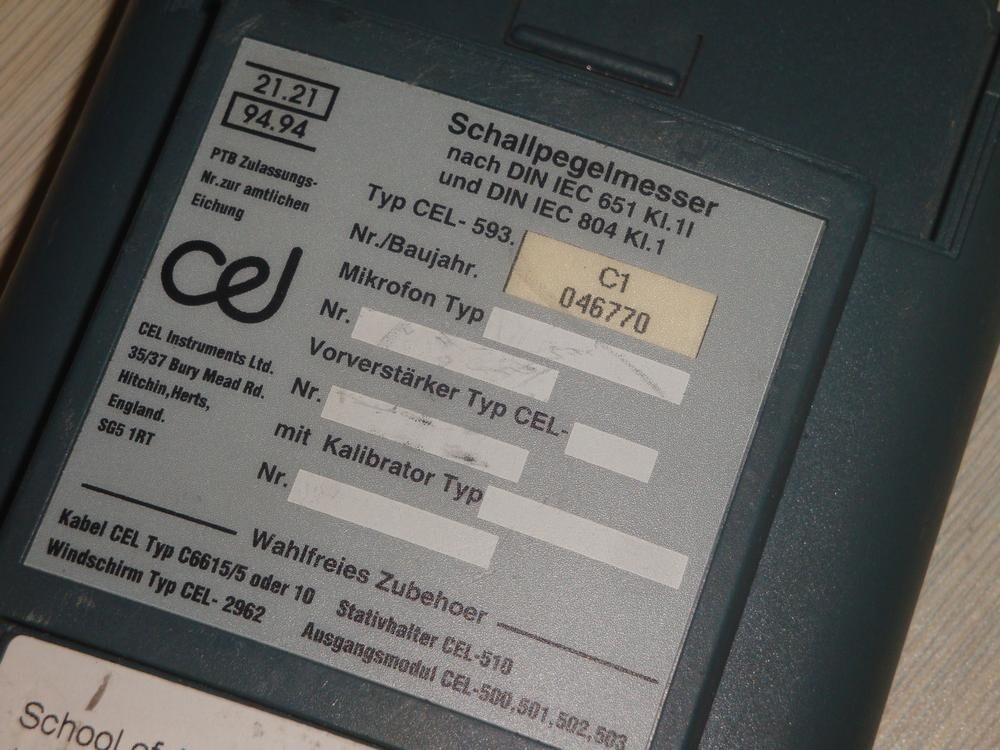 21.21
94.94
PTB Zulassungs-
Nr.zur amtlichen
Eichung
cel
CEL Instruments Ltd.
35/37 Bury Mead Rd.
Hitchin,Herts,
England.
SG5 1RT
Schallpegelmesser
nach DIN IEC 651 Kl.1I
und DIN IEC 804 Kl.1
Typ CEL- 593.
C1
Nr./Baujahr.
046770
Mikrofon Typ
Nr.
Vorverstärker Typ CEL-
Nr.
mit Kalibrator Typ
Nr.
Wahlfreies Zubehoer
Kabel CEL Typ C6615/5 oder 10
Stativhalter CEL-510
Windschirm Typ CEL- 2962
Ausgangsmodul CEL-500,501,502,503
School of